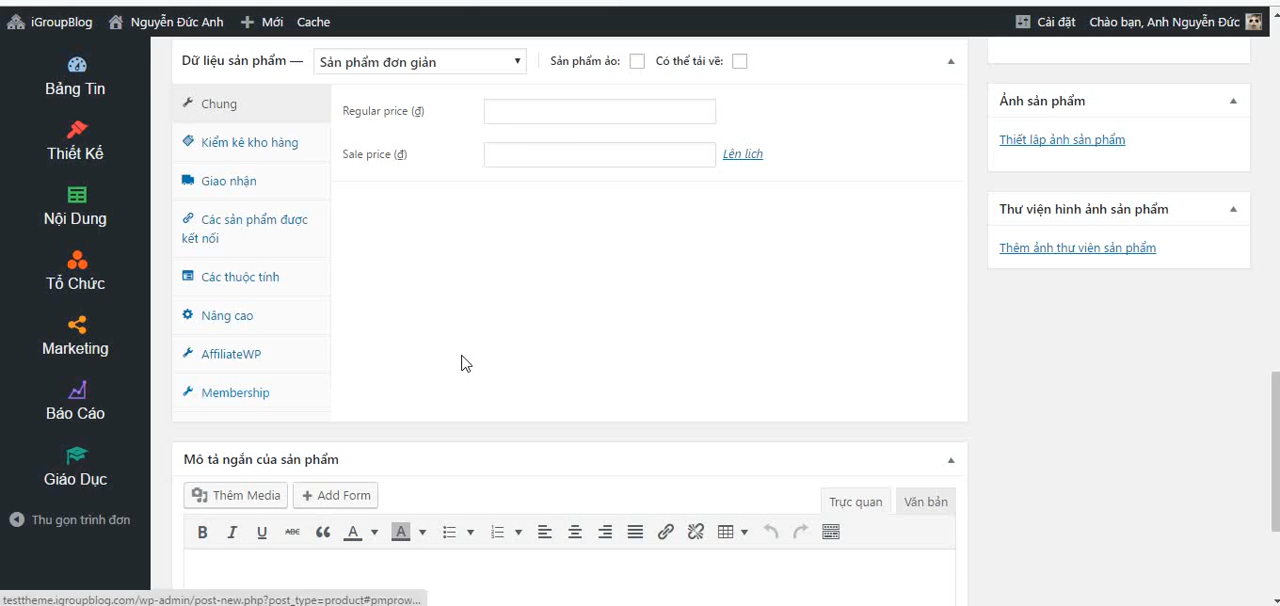 iGroupBlog Nguyễn Đức Anh Mới Cache Cài đặt Chào bạn, Anh Nguyễn Đức
Bảng Tin
Thiết Kế
Nội Dung
Tổ Chức
Marketing
Báo Cáo
Giáo Dục
Thu gọn trình đơn
Dữ liệu sản phẩm — Sản phẩm đơn giản Sản phẩm ảo: Có thể tải về:
Chung
Kiểm kê kho hàng
Giao nhận
Các sản phẩm được
kết nối
Các thuộc tính
Nâng cao
AffiliateWP
Membership
Regular price (₫)
Sale price (₫) Lên lịch
Mô tả ngắn của sản phẩm
Thêm Media Add Form Trực quan Văn bản
B I U ABC A A
Ảnh sản phẩm
Thiết lập ảnh sản phẩm
Thư viện hình ảnh sản phẩm
Thêm ảnh thư viên sản phẩm
testtheme.igroupblog.com/wp-admin/post-new.php?post_type=product#pmprow...